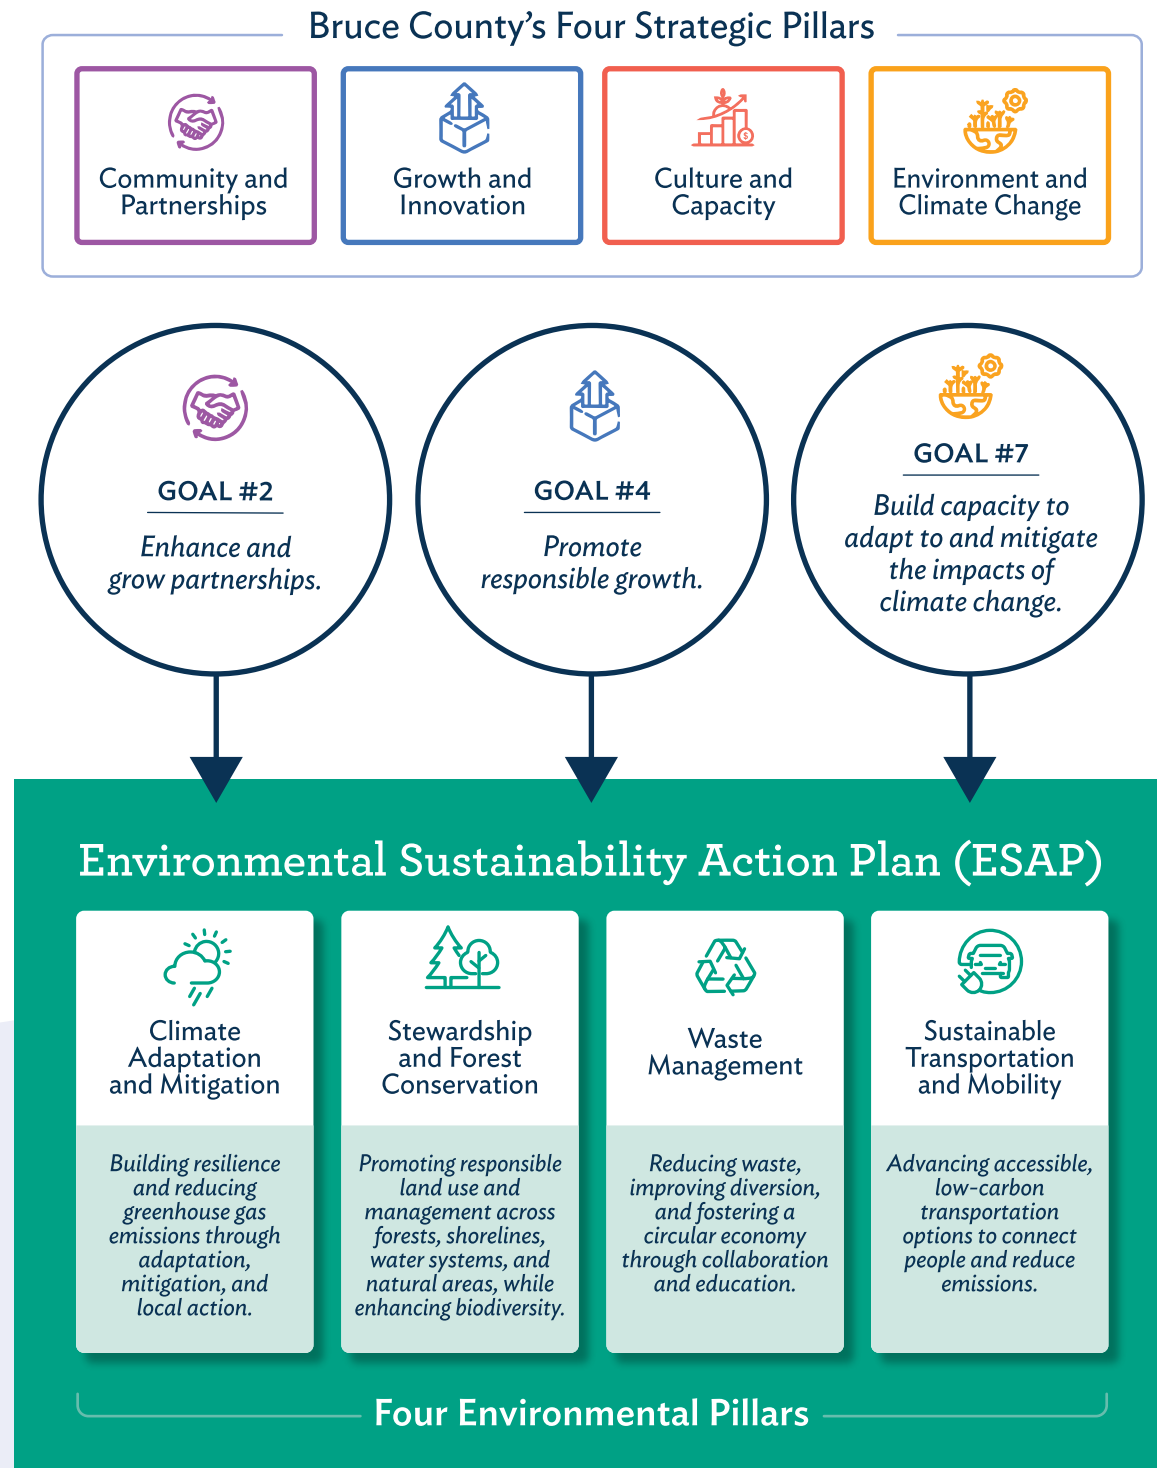 Bruce County's Four Strategic Pillars
Community and
Partnerships
Growth and
Innovation
$
Culture and
Capacity
Environment and
Climate Change
GOAL #2
Enhance and
grow partnerships.
GOAL #4
Promote
responsible growth.
GOAL #7
Build capacity to
adapt to and mitigate
the impacts of
climate change.
Environmental Sustainability Action Plan (ESAP)
Climate
Adaptation
and Mitigation
Building resilience
and reducing
greenhouse gas
emissions through
adaptation,
mitigation, and
local action.
Stewardship
and Forest
Conservation
Promoting responsible
land use and
management across
forests, shorelines,
water systems, and
natural areas, while
enhancing biodiversity.
Waste
Management
Reducing waste,
improving diversion,
and fostering a
circular economy
through collaboration
and education.
Sustainable
Transportation
and Mobility
Advancing accessible,
low-carbon
transportation
options to connect
people and reduce
emissions.
Four Environmental Pillars